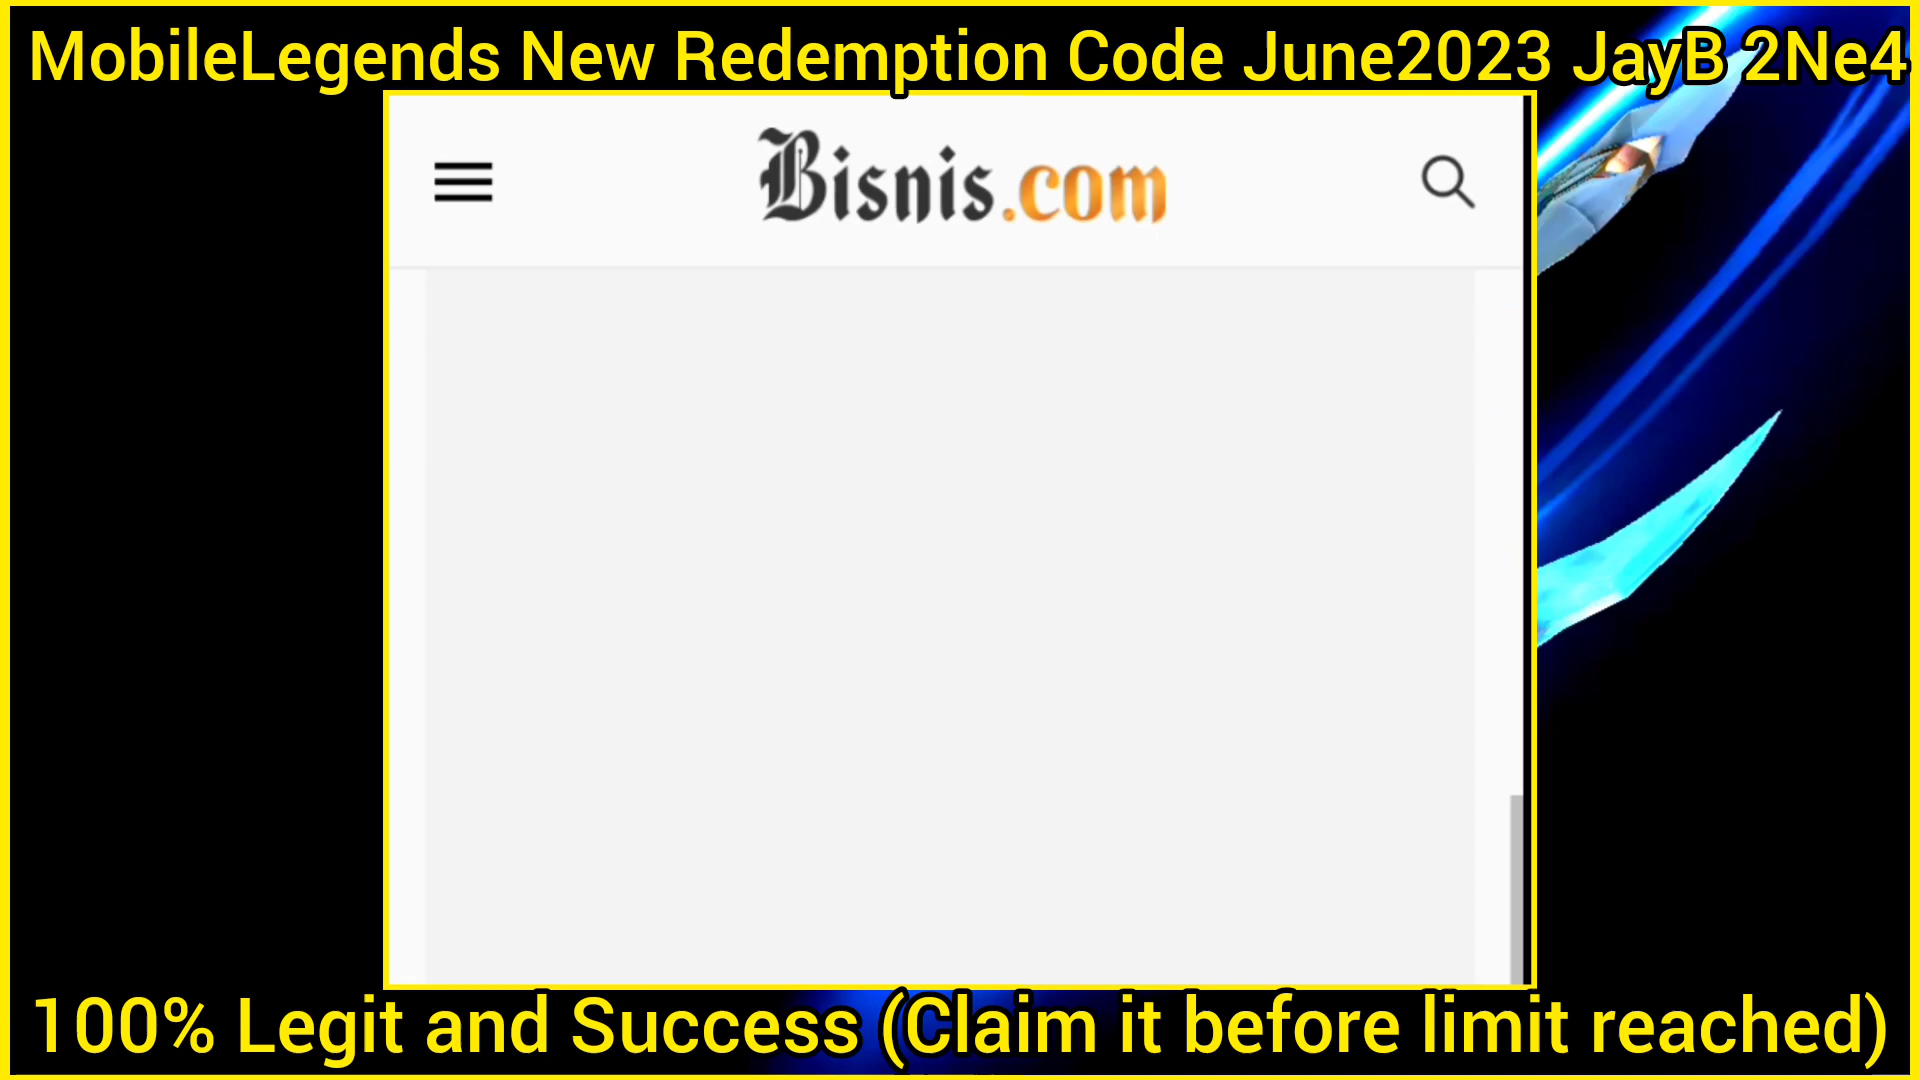 MobileLegends New Redemption Code June2023 JayB 2Ne4
Bisnis.com
100% Legit and Success (Claim it before limit reached)